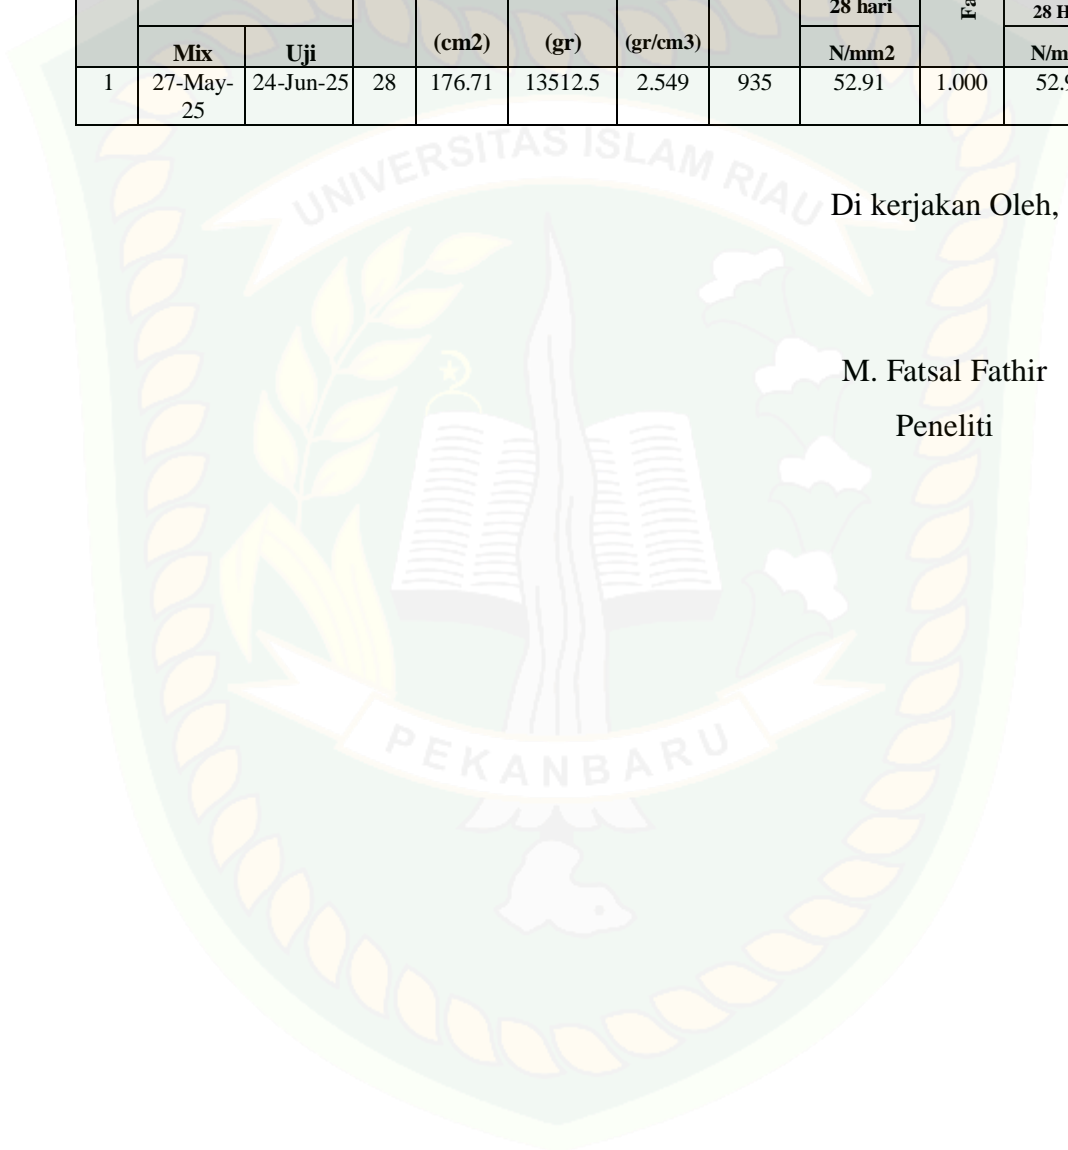 28 hari
(cm2) (gr) (gr/cm3)
Mix Uji N/mm2
1 27-May-25 24-Jun-25 28 176.71 13512.5 2.549 935 52.91 1.000
UNIVERSITAS ISLAM RIAU
Di kerjakan Oleh,
M. Fatsal Fathir
Peneliti
PEKANBARU